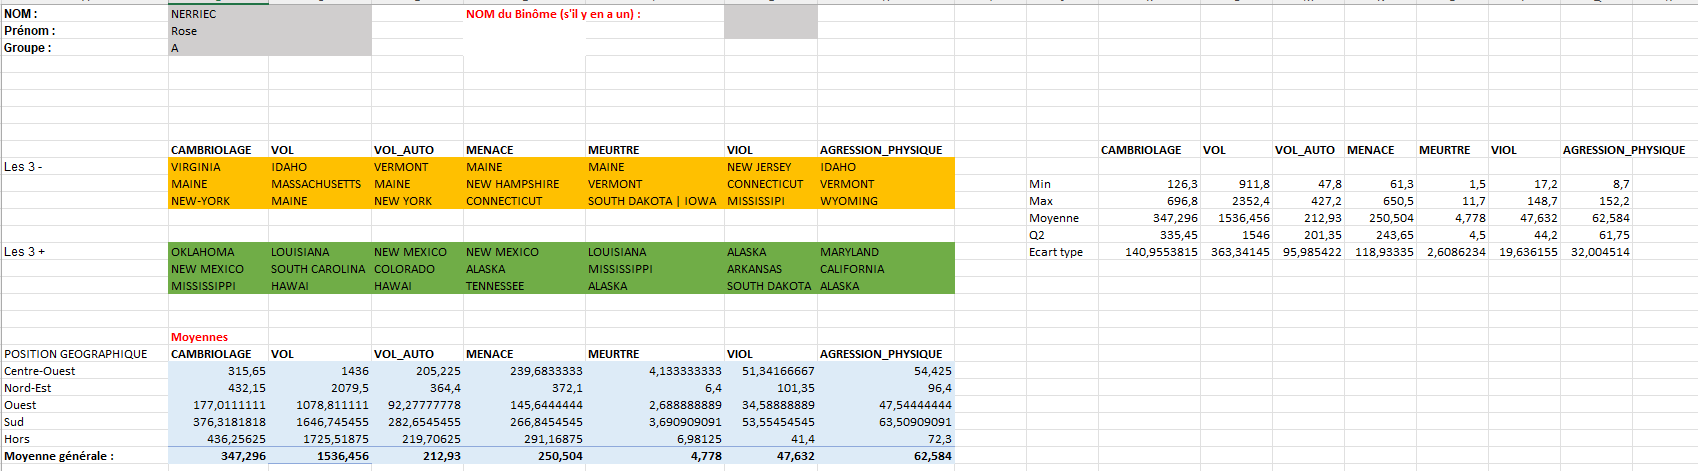 NOM : NERRIEC NOM du Binôme (s'il y en a un) :
Prénom : Rose
Groupe : A
CAMBRIOLAGE VOL VOL_AUTO MENACE MEURTRE VIOL AGRESSION_PHYSIQUE CAMBRIOLAGE VOL VOL_AUTO MENACE MEURTRE VIOL AGRESSION_PHYSIQUE
Les 3 - VIRGINIA IDAHO VERMONT MAINE MAINE NEW JERSEY IDAHO
MAINE MASSACHUSETTS MAINE NEW HAMPSHIRE VERMONT CONNECTICUT VERMONT Min 126,3 911,8 47,8 61,3 1,5 17,2 8,7
NEW-YORK MAINE NEW YORK CONNECTICUT SOUTH DAKOTA | IOWA MISSISSIPI WYOMING Max 696,8 2352,4 427,2 650,5 11,7 148,7 152,2
Moyenne 347,296 1536,456 212,93 250,504 4,778 47,632 62,584
Q2 335,45 1546 201,35 243,65 4,5 44,2 61,75
Les 3 + OKLAHOMA LOUISIANA NEW MEXICO NEW MEXICO LOUISIANA ALASKA MARYLAND Ecart type 140,9553815 363,34145 95,985422 118,93335 2,6086234 19,636155 32,004514
NEW MEXICO SOUTH CAROLINA COLORADO ALASKA MISSISSIPPI ARKANSAS CALIFORNIA
MISSISSIPPI HAWAI HAWAI TENNESSEE ALASKA SOUTH DAKOTA ALASKA
Moyennes
POSITION GEOGRAPHIQUE CAMBRIOLAGE VOL VOL_AUTO MENACE MEURTRE VIOL AGRESSION_PHYSIQUE
Centre-Ouest 315,65 1436 205,225 239,6833333 4,133333333 51,34166667 54,425
Nord-Est 432,15 2079,5 364,4 372,1 6,4 101,35 96,4
Ouest 177,0111111 1078,811111 92,27777778 145,6444444 2,688888889 34,58888889 47,54444444
Sud 376,3181818 1646,745455 282,6545455 266,8454545 3,690909091 53,55454545 63,50909091
Hors 436,25625 1725,51875 219,70625 291,16875 6,98125 41,4 72,3
Moyenne générale : 347,296 1536,456 212,93 250,504 4,778 47,632 62,584